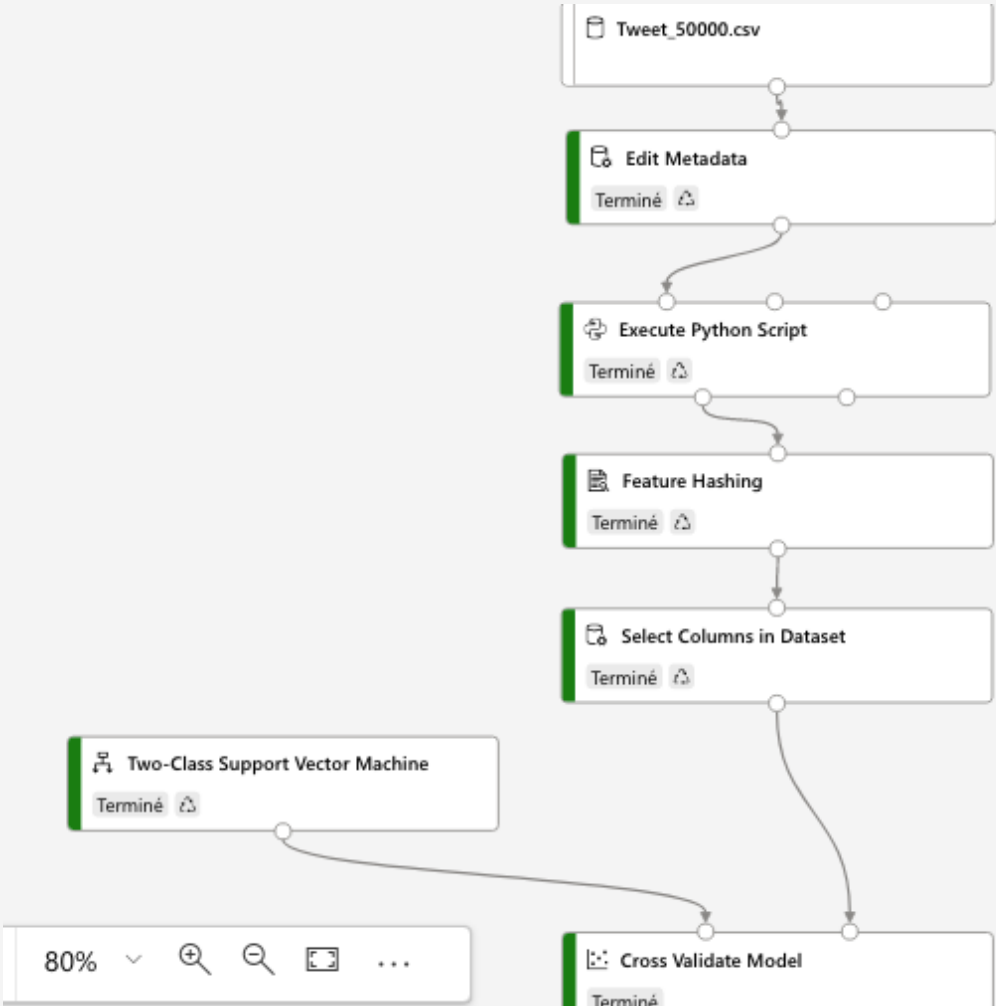 Tweet_50000.csv
Edit Metadata
Terminé
Execute Python Script
Terminé
Feature Hashing
Terminé
Select Columns in Dataset
Terminé
Two-Class Support Vector Machine
Terminé
80%
Cross Validate Model
Terminé